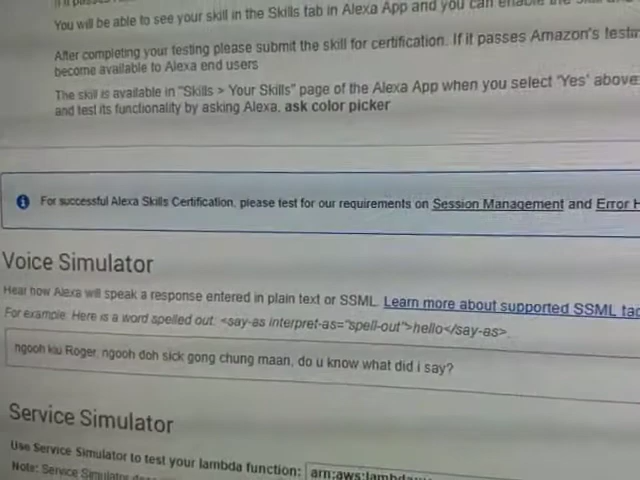 You will be able to see your skill in the Skills tab in Alexa App and you can enable the skill and
After completing your testing please submit the skill for certification. If it passes Amazon's testin
become available to Alexa end users
The skill is available in "Skills > Your Skills" page of the Alexa App when you select "Yes" above
and test its functionality by asking Alexa, ask color picker
For successful Alexa Skills Certification, please test for our requirements on Session Management and Error H
Voice Simulator
Hear how Alexa will speak a response entered in plain text or SSML. Learn more about supported SSML tag
For example: Here is a word spelled out: <say-as interpret-as="spell-out">hello</say-as>.
ngooh kiu Roger, ngooh doh sick gong chung maan, do u know what did i say?
Service Simulator
Use Service Simulator to test your lambda function: arn:aws:lambda:
Note: Service Simulator